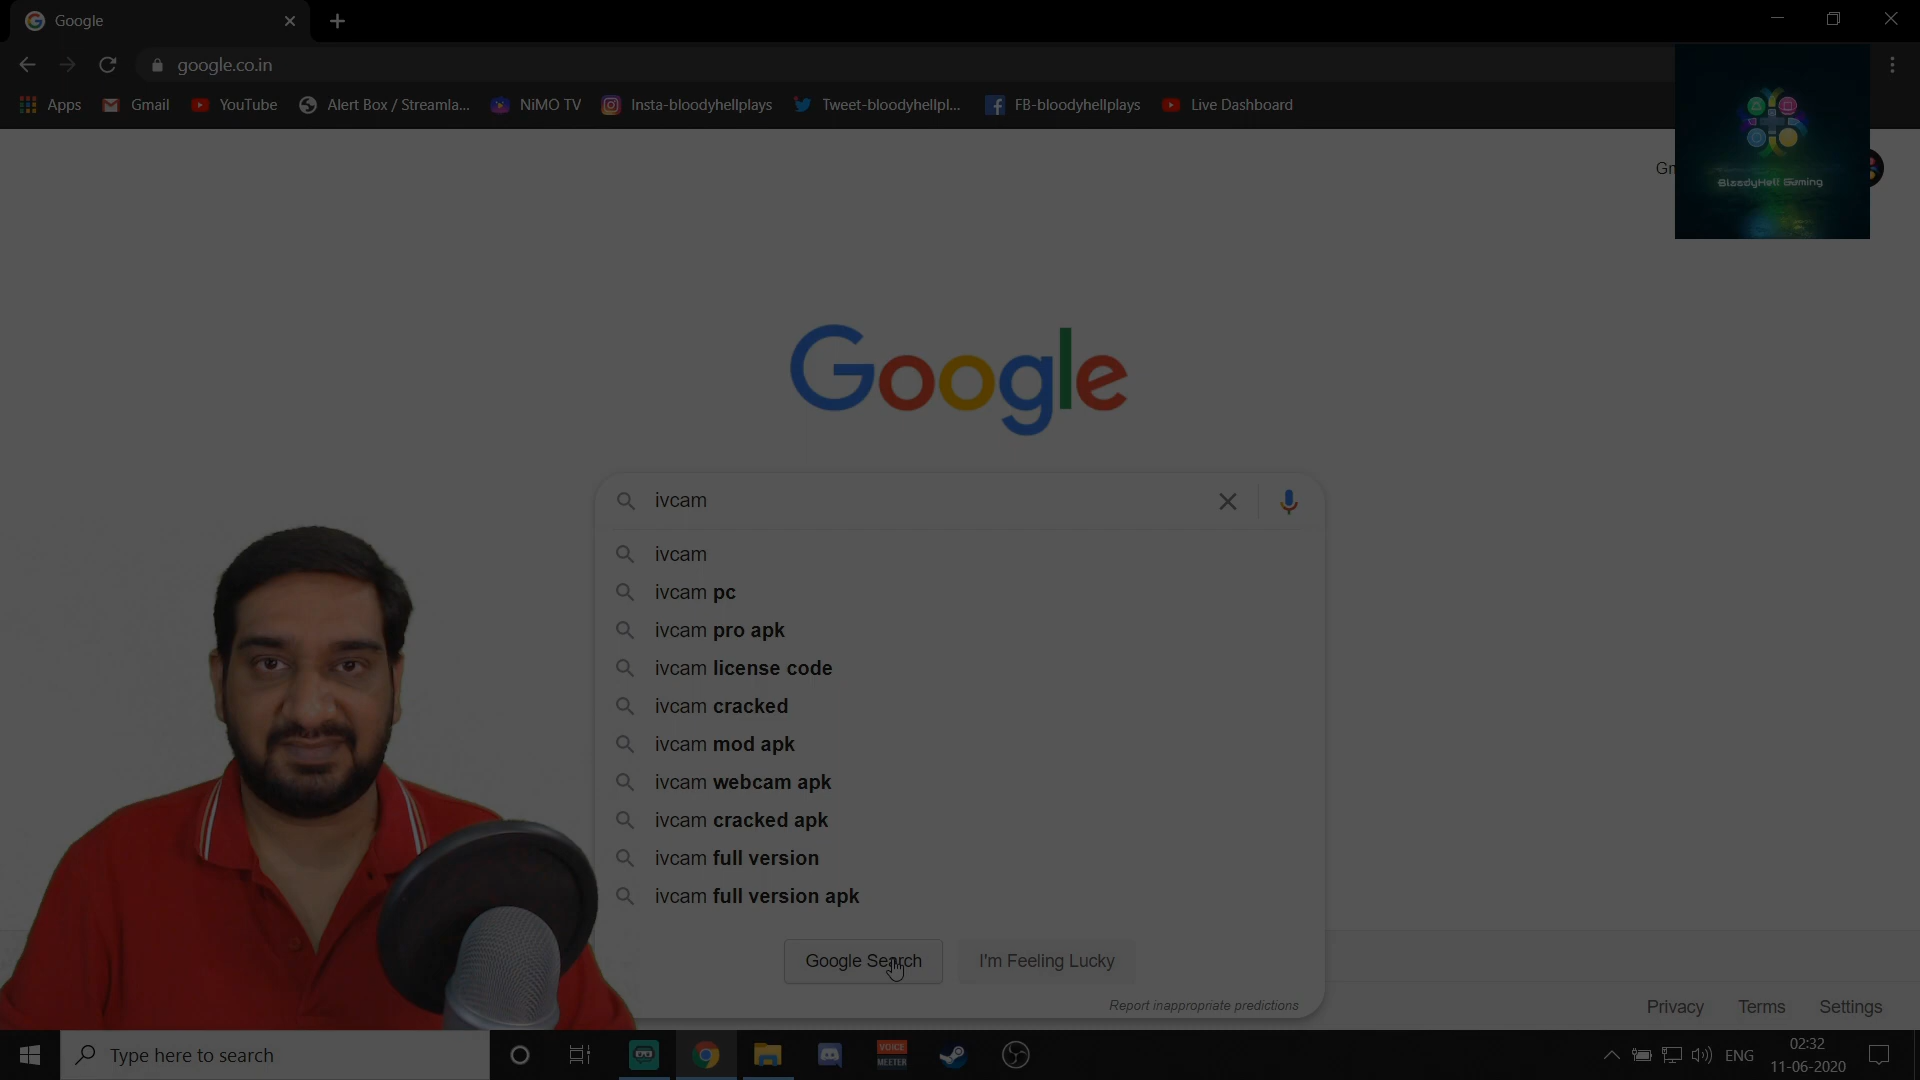 Google
google.co.in
Apps Gmail YouTube Alert Box / Streamla... NiMO TV Insta-bloodyhellplays Tweet-bloodyhellpl... FB-bloodyhellplays Live Dashboard
Gm
BloodyHell Gaming
Google
ivcam
ivcam
ivcam pc
ivcam pro apk
ivcam license code
ivcam cracked
ivcam mod apk
ivcam webcam apk
ivcam cracked apk
ivcam full version
ivcam full version apk
Google Search I'm Feeling Lucky
Report inappropriate predictions
Privacy Terms Settings
Type here to search
VOICE
MEETER
ENG
02:32
11-06-2020